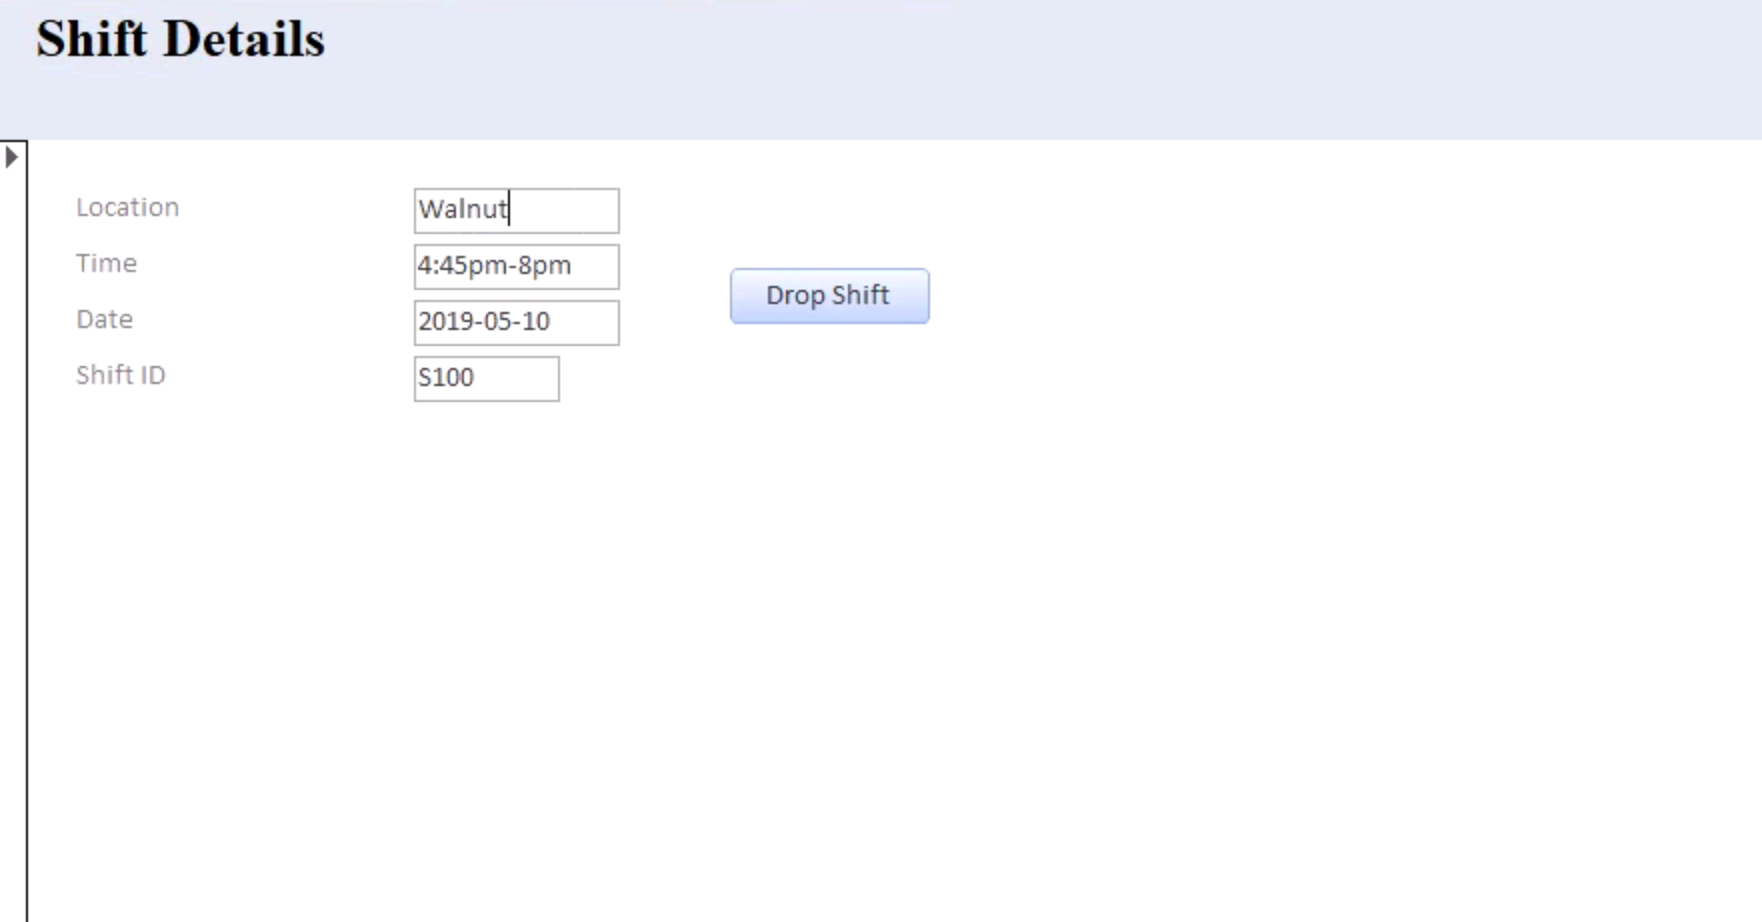 Shift Details
Location Walnut
Time 4:45pm-8pm
Drop Shift
Date 2019-05-10
Shift ID S100